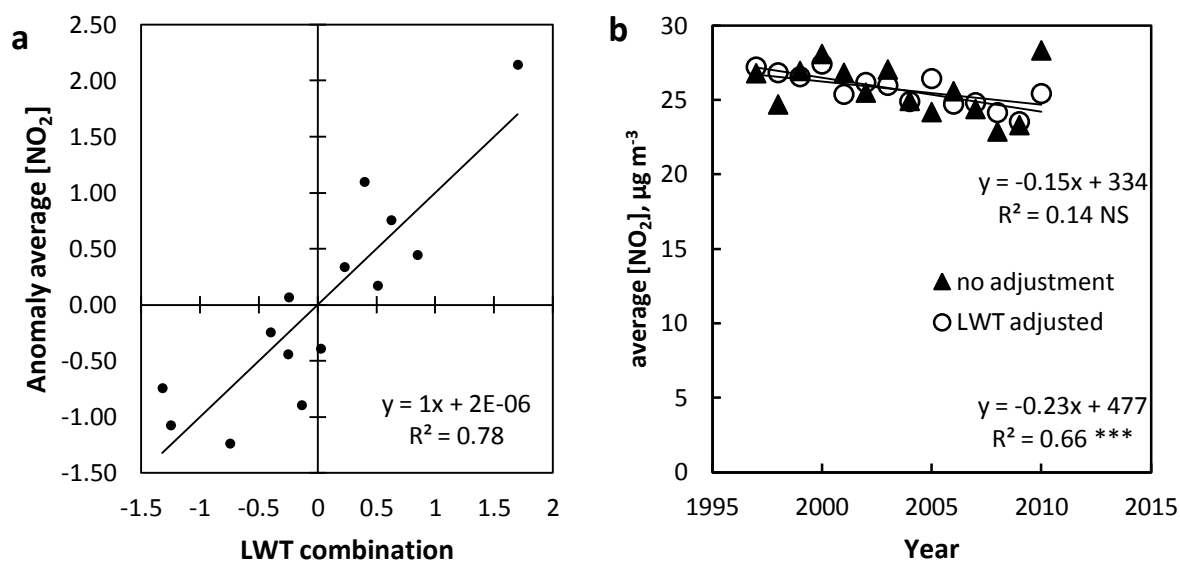 a
2.50
2.00
1.50
1.00
0.50
0.00
-0.50
-1.00
-1.50
Anomaly average [NO₂]
-1.5 -1 -0.5 0 0.5 1 1.5 2
LWT combination
y = 1x + 2E-06
R² = 0.78
b
30
25
20
15
10
5
0
average [NO₂], µg m⁻³
y = -0.15x + 334
R² = 0.14 NS
no adjustment
LWT adjusted
y = -0.23x + 477
R² = 0.66 ***
1995 2000 2005 2010 2015
Year